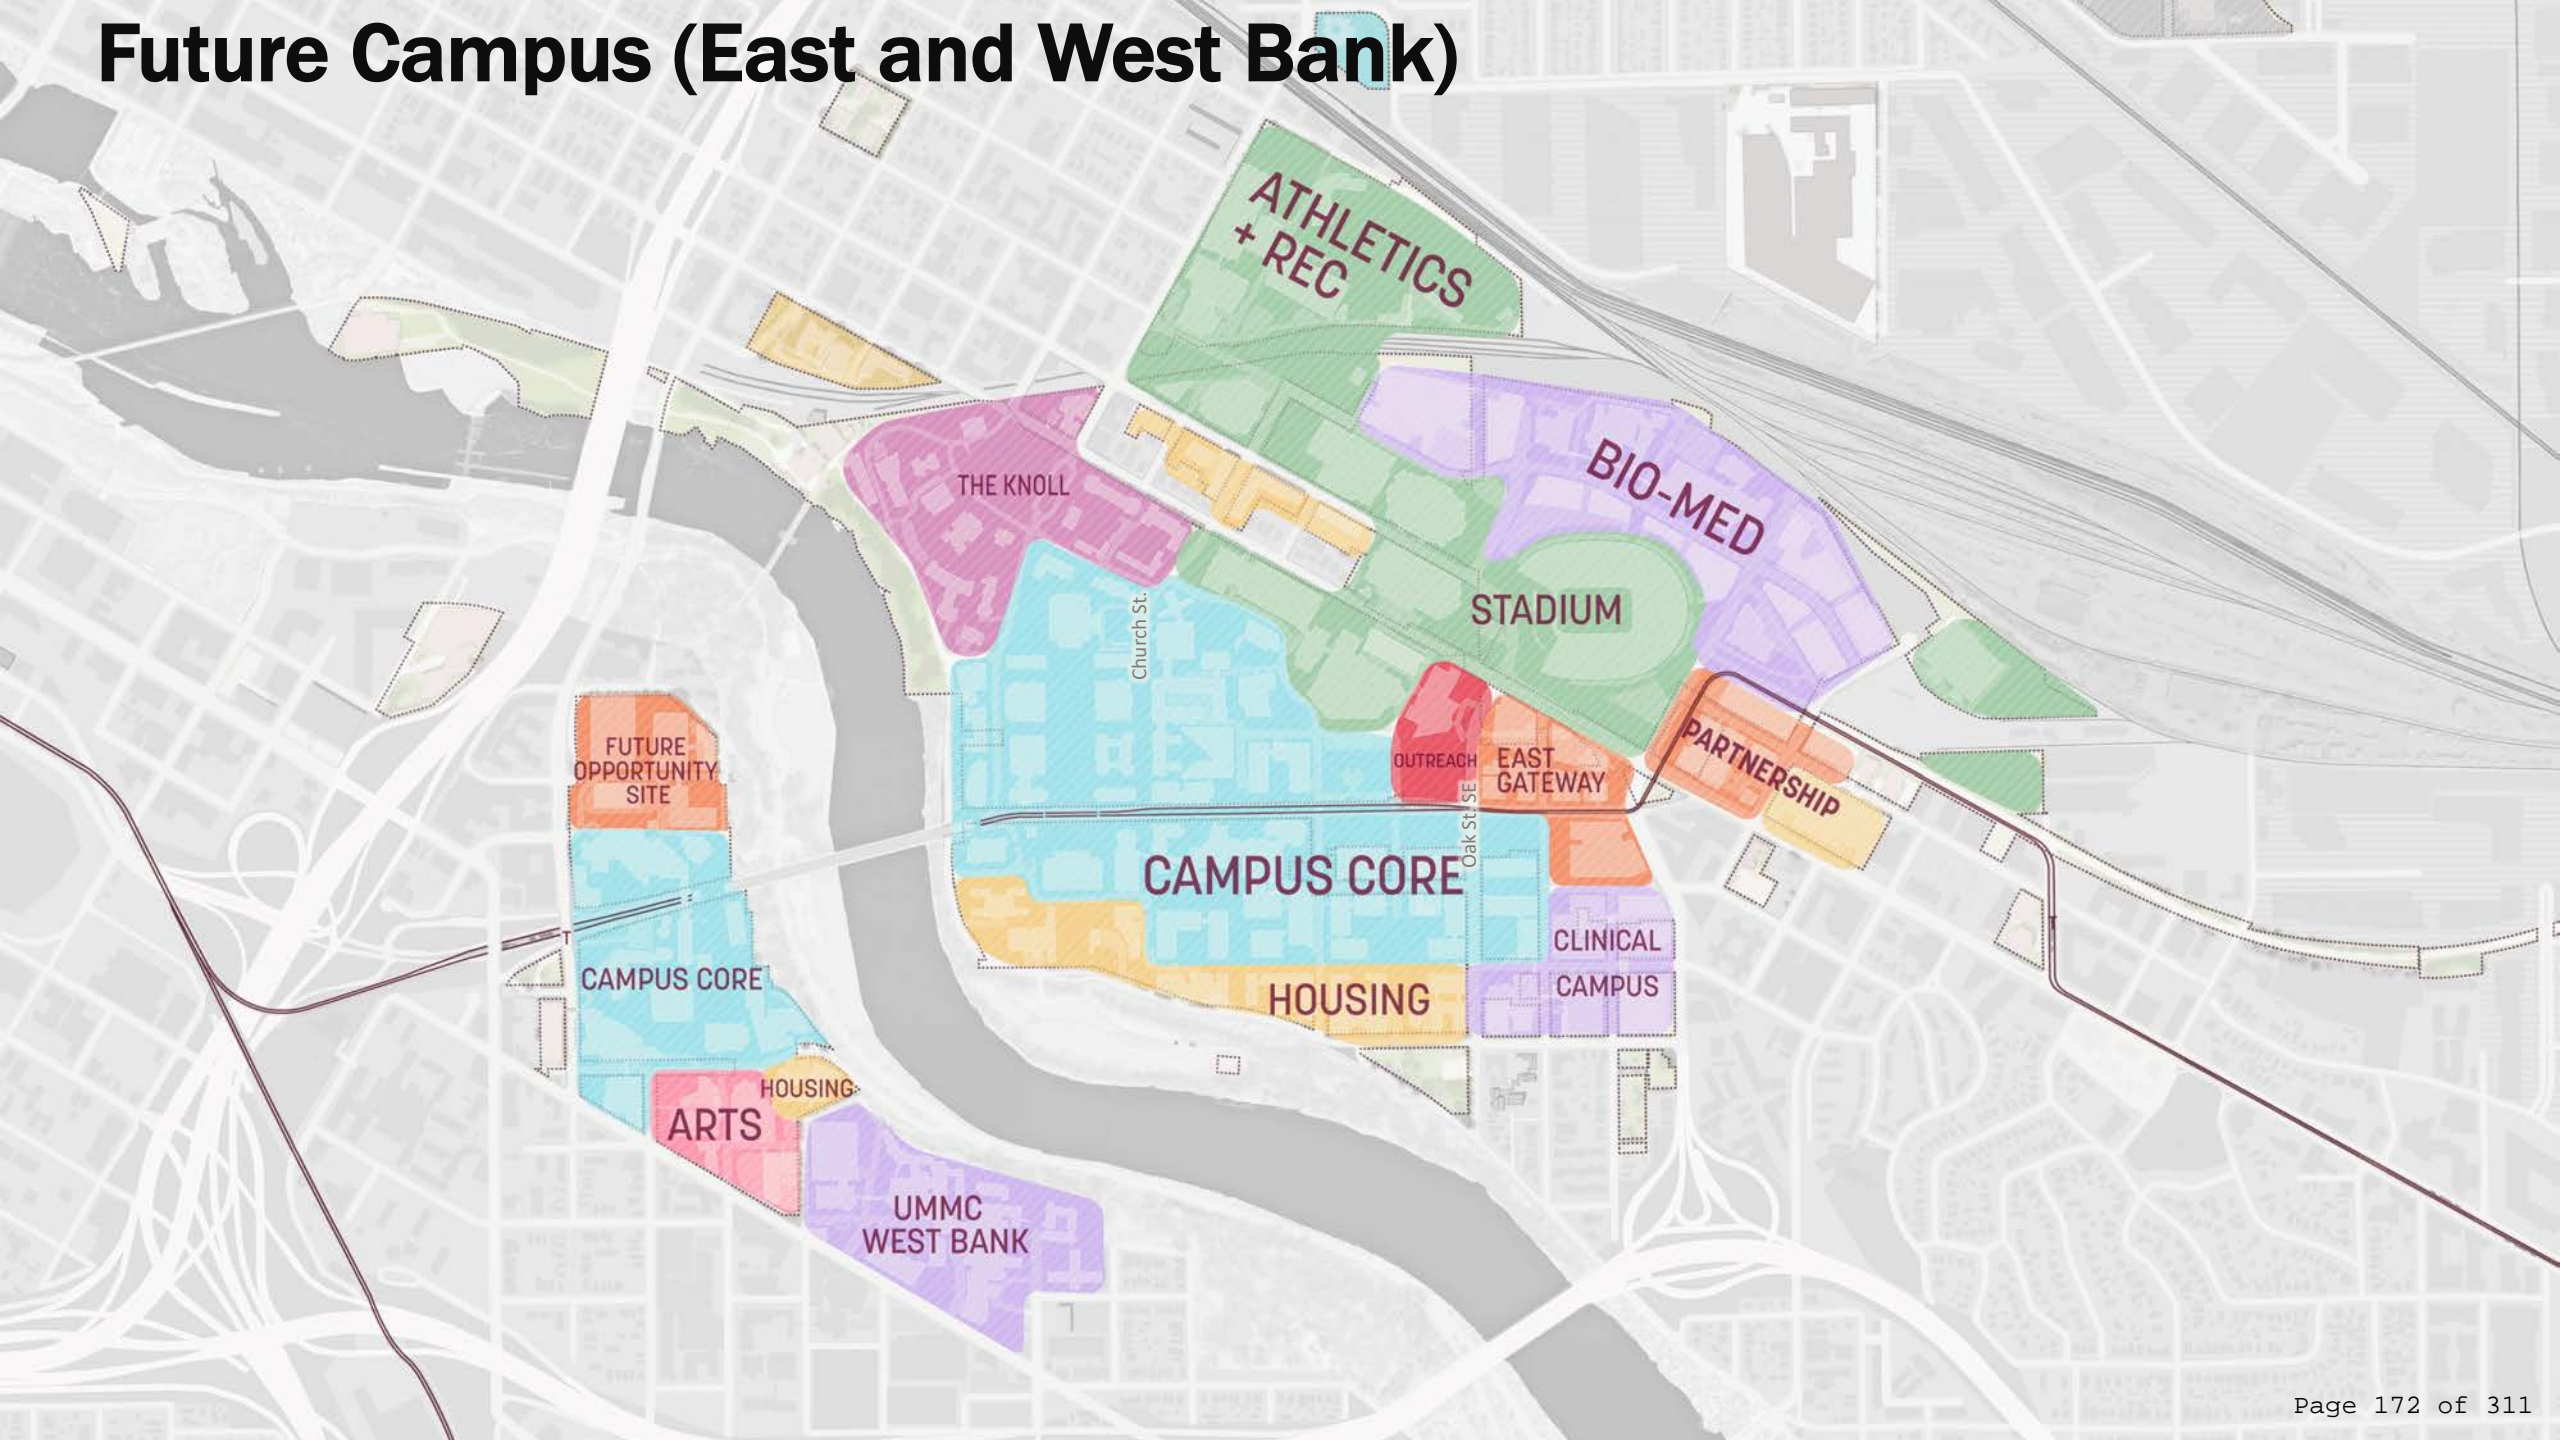 Future Campus (East and West Bank)
ATHLETICS
+ REC
BIO-MED
THE KNOLL
STADIUM
Church St.
FUTURE
OPPORTUNITY
SITE
OUTREACH
EAST
GATEWAY
PARTNERSHIP
Oak St SE
CAMPUS CORE
CLINICAL
CAMPUS
T
T
CAMPUS CORE
HOUSING
HOUSING
ARTS
UMMC
WEST BANK
Page 172 of 311